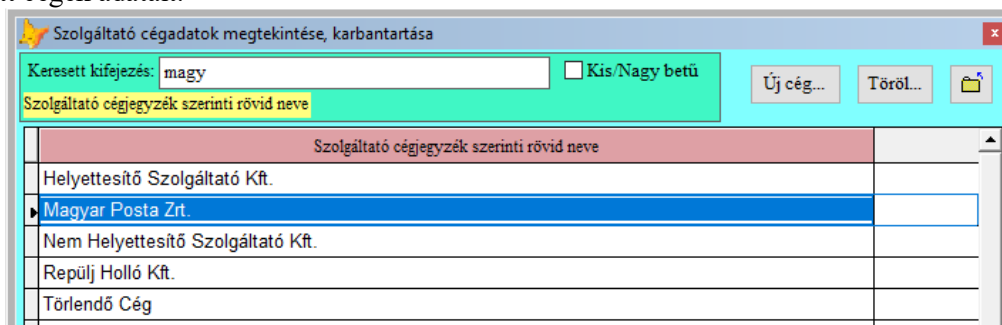 Szolgáltató cégadatok megtekintése, karbantartása
x
Keresett kifejezés: magy Kis/Nagy betű Új cég... Töröl...
Szolgáltató cégjegyzék szerinti rövid neve
Szolgáltató cégjegyzék szerinti rövid neve
Helyettesítő Szolgáltató Kft.
Magyar Posta Zrt.
Nem Helyettesítő Szolgáltató Kft.
Repülj Holló Kft.
Törlendő Cég